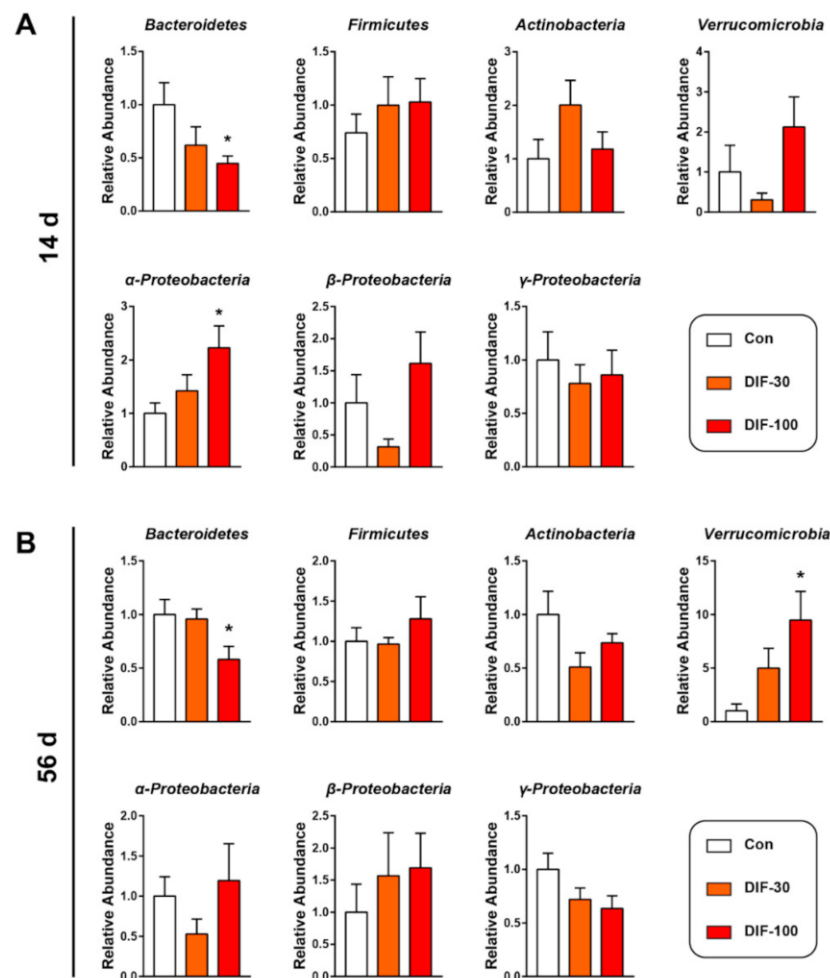 A
14 d
Bacteroidetes
Relative Abundance
1.5
1.0
0.5
0.0
*
Firmicutes
Relative Abundance
1.5
1.0
0.5
0.0
Actinobacteria
Relative Abundance
3
2
1
0
Verrucomicrobia
Relative Abundance
4
3
2
1
0
α-Proteobacteria
Relative Abundance
3
2
1
0
*
β-Proteobacteria
Relative Abundance
2.5
2.0
1.5
1.0
0.5
0.0
γ-Proteobacteria
Relative Abundance
1.5
1.0
0.5
0.0
Con
DIF-30
DIF-100
B
56 d
Bacteroidetes
Relative Abundance
1.5
1.0
0.5
0.0
*
Firmicutes
Relative Abundance
2.0
1.5
1.0
0.5
0.0
Actinobacteria
Relative Abundance
1.5
1.0
0.5
0.0
Verrucomicrobia
Relative Abundance
15
10
5
0
*
α-Proteobacteria
Relative Abundance
2.0
1.5
1.0
0.5
0.0
β-Proteobacteria
Relative Abundance
2.5
2.0
1.5
1.0
0.5
0.0
γ-Proteobacteria
Relative Abundance
1.5
1.0
0.5
0.0
Con
DIF-30
DIF-100